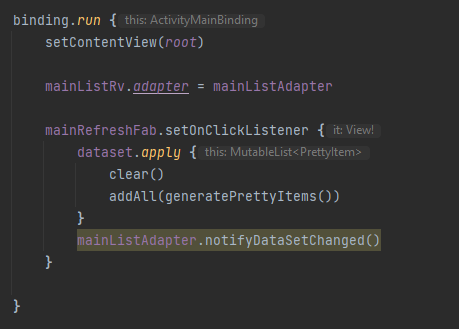 binding.run { this: ActivityMainBinding
setContentView(root)
mainListRv.adapter = mainListAdapter
mainRefreshFab.setOnClickListener { it: View!
dataset.apply { this: MutableList<PrettyItem>
clear()
addAll(generatePrettyItems())
}
mainListAdapter.notifyDataSetChanged()
}
}